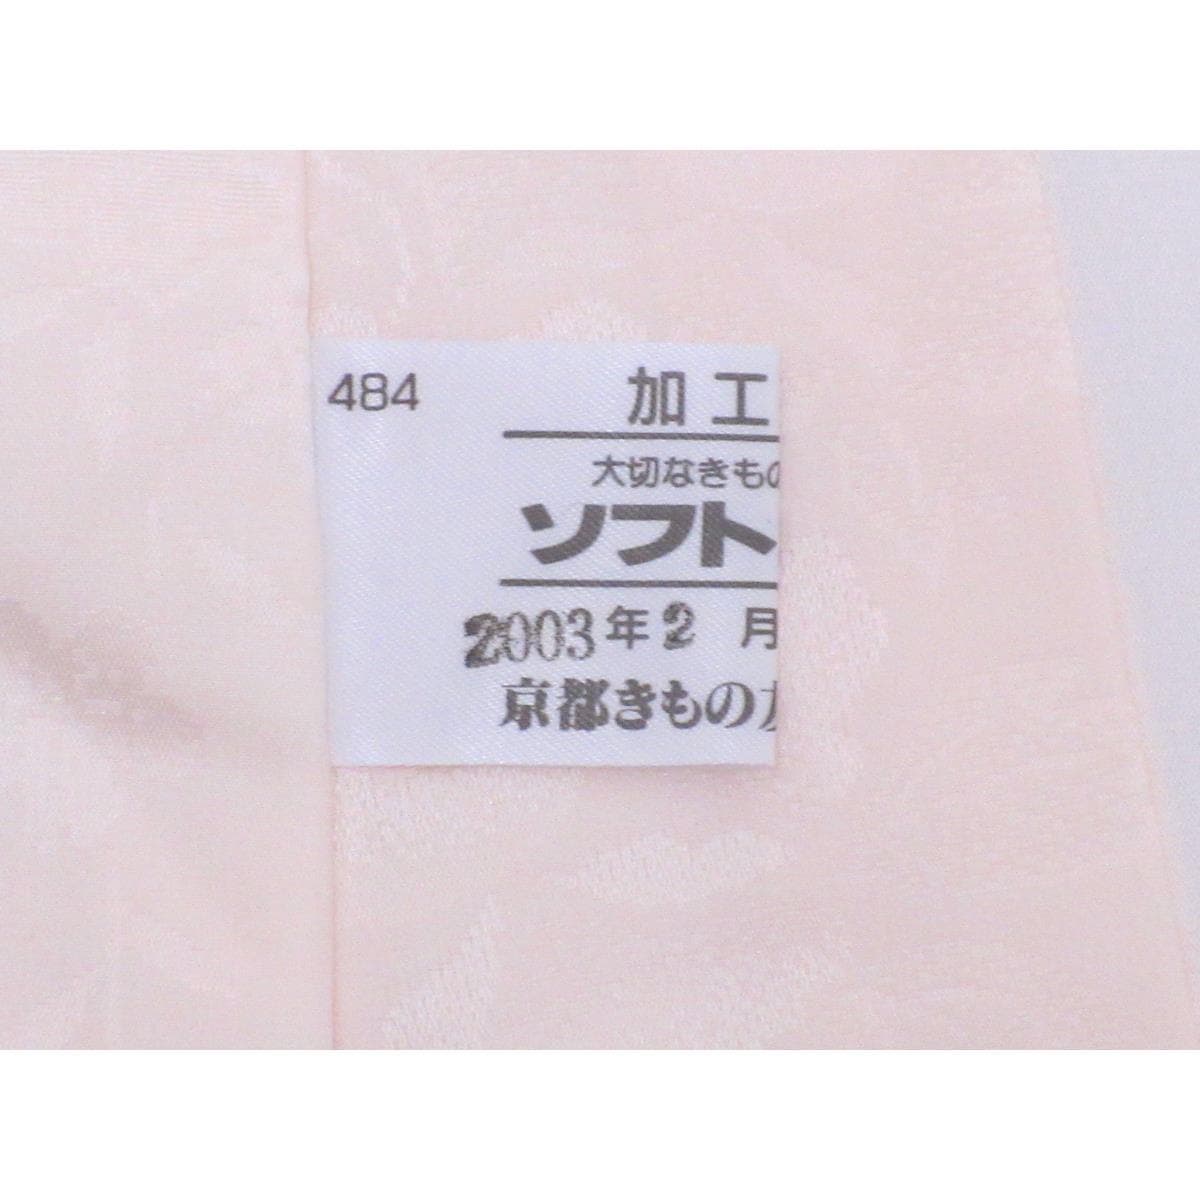 484 加工
大切なきもの
ソフト
2003年2月
京都きもの